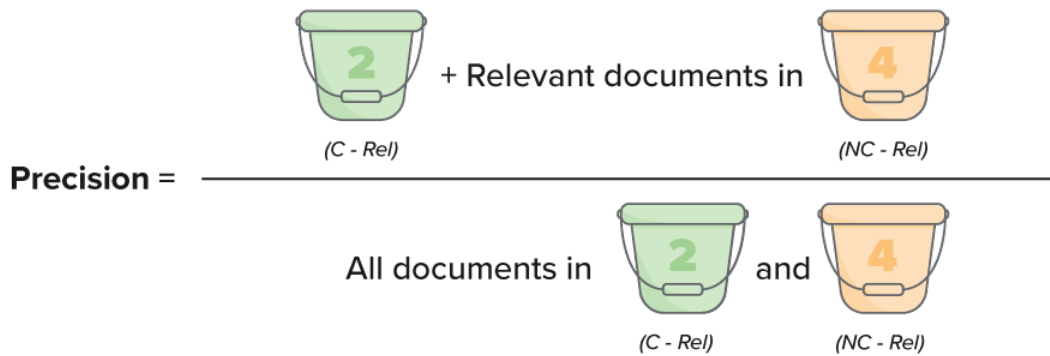 2
+ Relevant documents in
4
(C - Rel)
(NC - Rel)
Precision =
All documents in
2
and
4
(C - Rel)
(NC - Rel)